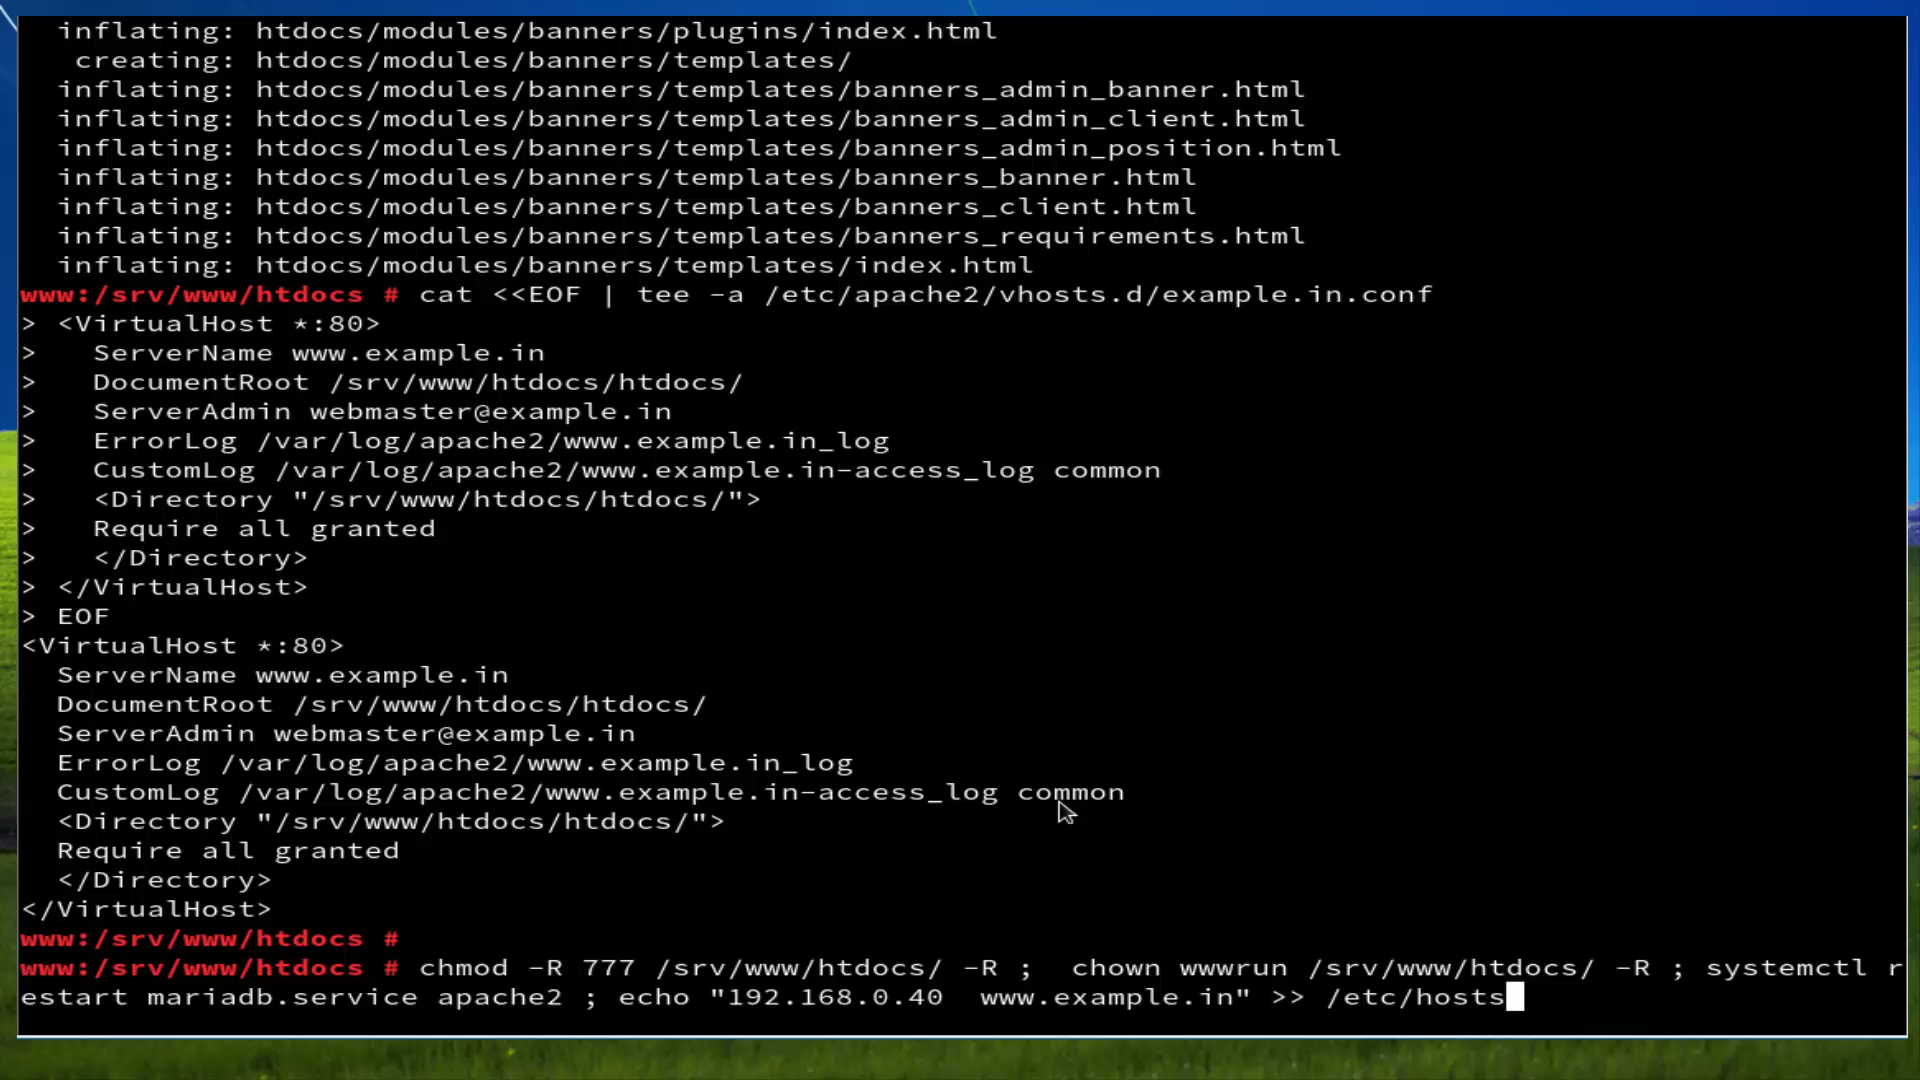 inflating: htdocs/modules/banners/plugins/index.html
creating: htdocs/modules/banners/templates/
inflating: htdocs/modules/banners/templates/banners_admin_banner.html
inflating: htdocs/modules/banners/templates/banners_admin_client.html
inflating: htdocs/modules/banners/templates/banners_admin_position.html
inflating: htdocs/modules/banners/templates/banners_banner.html
inflating: htdocs/modules/banners/templates/banners_client.html
inflating: htdocs/modules/banners/templates/banners_requirements.html
inflating: htdocs/modules/banners/templates/index.html
www:/srv/www/htdocs # cat <<EOF | tee -a /etc/apache2/vhosts.d/example.in.conf
> <VirtualHost *:80>
>   ServerName www.example.in
>   DocumentRoot /srv/www/htdocs/htdocs/
>   ServerAdmin webmaster@example.in
>   ErrorLog /var/log/apache2/www.example.in_log
>   CustomLog /var/log/apache2/www.example.in-access_log common
>   <Directory "/srv/www/htdocs/htdocs/">
>   Require all granted
>   </Directory>
> </VirtualHost>
> EOF
<VirtualHost *:80>
  ServerName www.example.in
  DocumentRoot /srv/www/htdocs/htdocs/
  ServerAdmin webmaster@example.in
  ErrorLog /var/log/apache2/www.example.in_log
  CustomLog /var/log/apache2/www.example.in-access_log common
  <Directory "/srv/www/htdocs/htdocs/">
  Require all granted
  </Directory>
</VirtualHost>
www:/srv/www/htdocs #
www:/srv/www/htdocs # chmod -R 777 /srv/www/htdocs/ -R ;  chown wwwrun /srv/www/htdocs/ -R ; systemctl r
estart mariadb.service apache2 ; echo "192.168.0.40  www.example.in" >> /etc/hosts